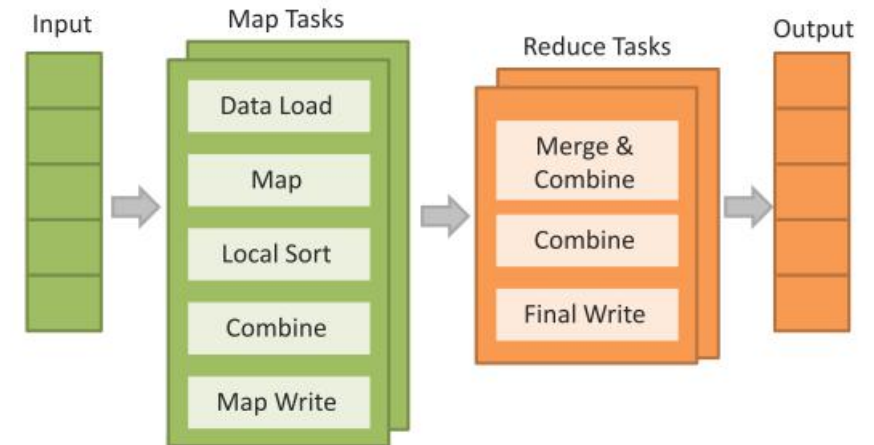 Input
Map Tasks
Data Load
Map
Local Sort
Combine
Map Write
Reduce Tasks
Merge &
Combine
Combine
Final Write
Output